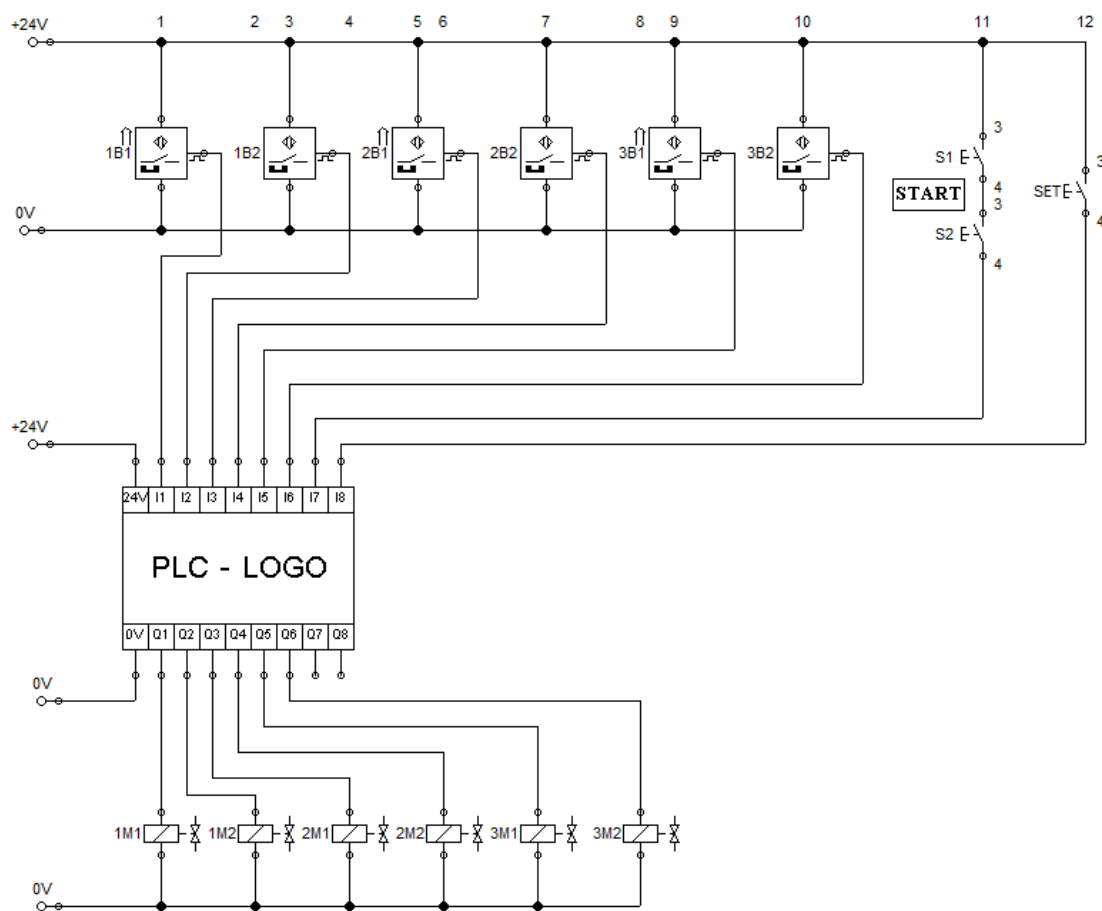 1 2 3 4 5 6 7 8 9 10 11 12
+24V
3
1B1 1B2 2B1 2B2 3B1 3B2 S1 3
4
START SET
3
0V S2 4
4
+24V
24V I1 I2 I3 I4 I5 I6 I7 I8
PLC - LOGO
0V Q1 Q2 Q3 Q4 Q5 Q6 Q7 Q8
0V
1M1 1M2 2M1 2M2 3M1 3M2
0V